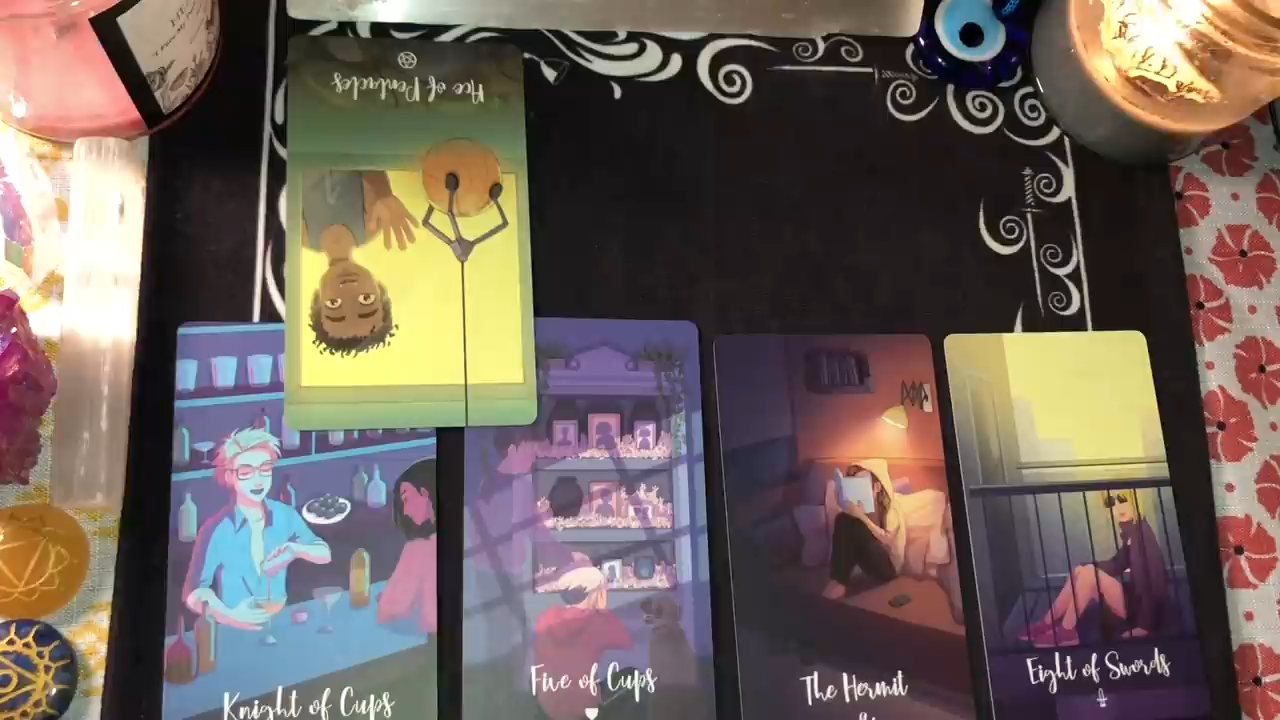 Ace of Pentacles
Knight of Cups
Five of Cups
The Hermit
Eight of Swords